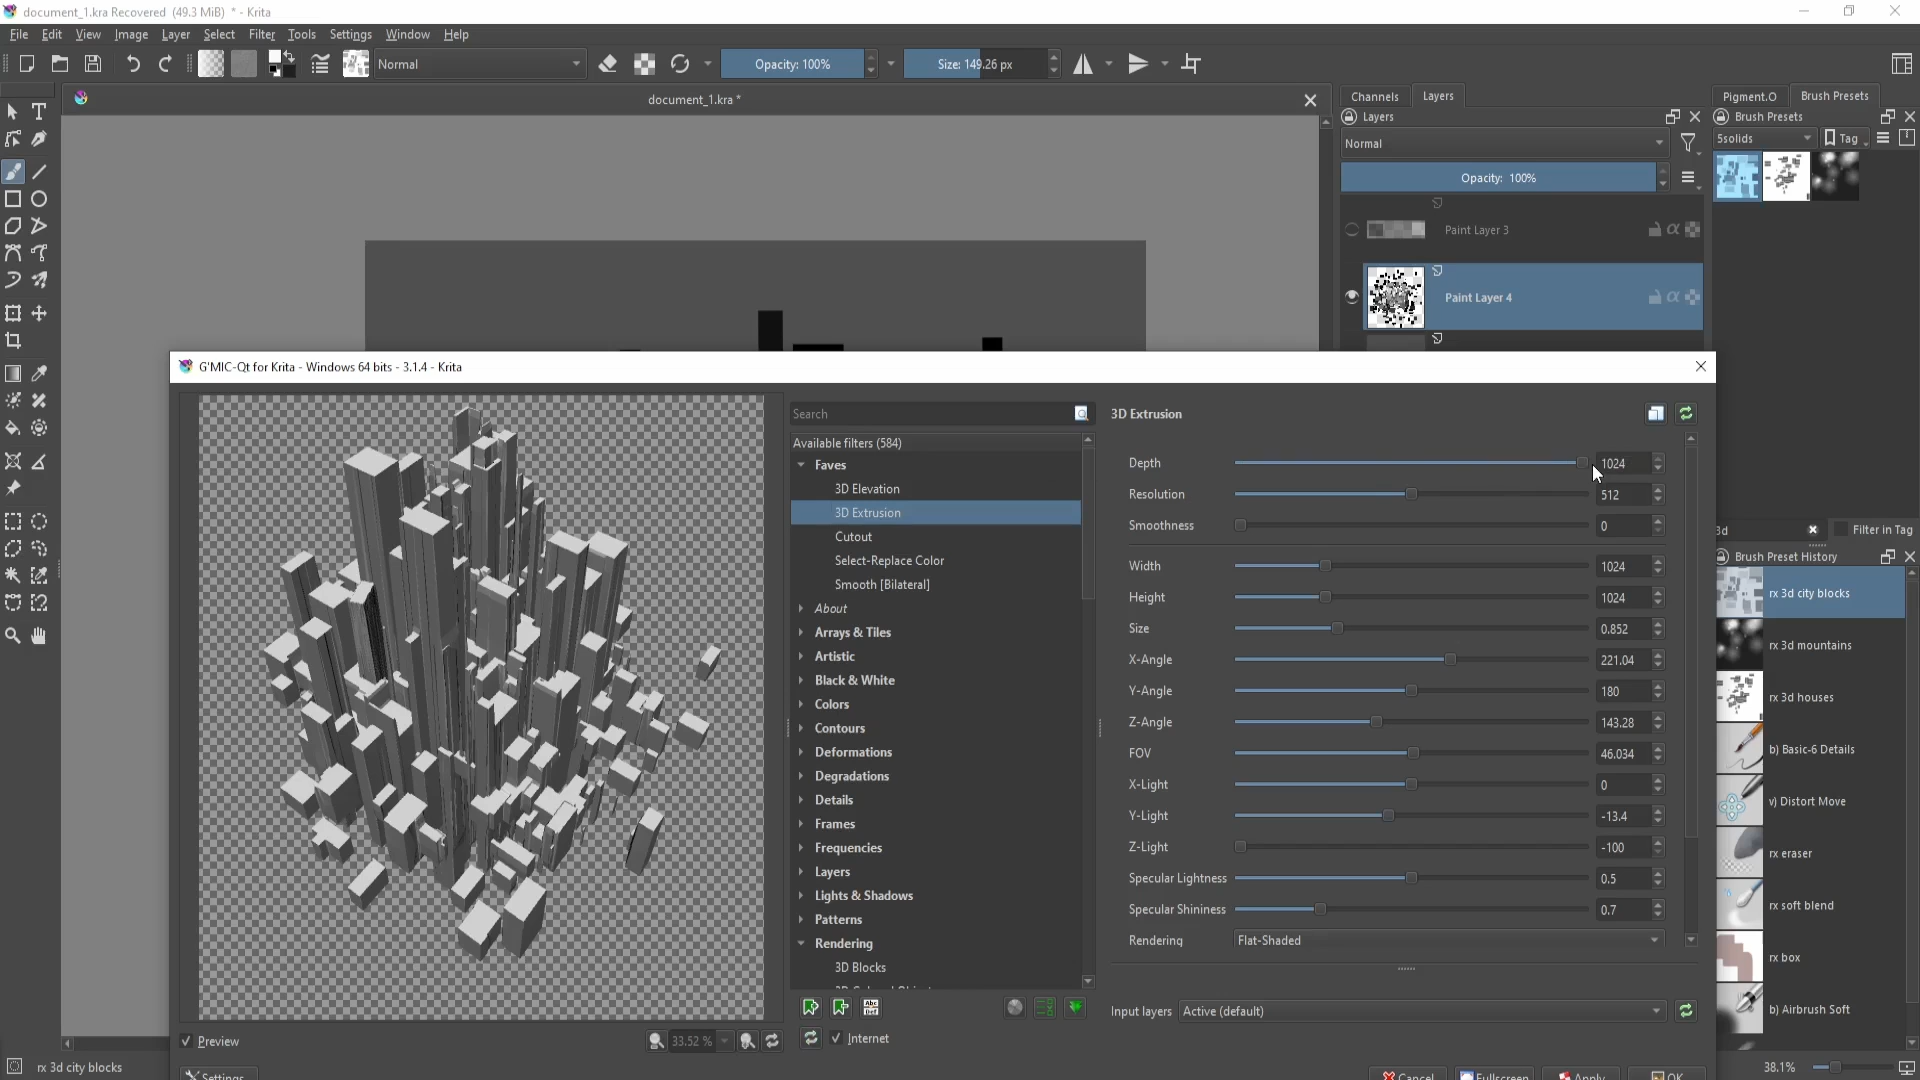 document_1.kra Recovered (49.3 MiB) * - Krita
File Edit View Image Layer Select Filter Tools Settings Window Help
Normal Opacity: 100% Size: 149.26 px
document_1.kra *
Channels Layers
Layers
Normal
Opacity: 100%
Paint Layer 3
Paint Layer 4
Pigment.O Brush Presets
Brush Presets
5solids Tag
3d Filter in Tag
Brush Preset History
rx 3d city blocks
rx 3d mountains
rx 3d houses
b) Basic-6 Details
v) Distort Move
rx eraser
rx soft blend
rx box
b) Airbrush Soft
G'MIC-Qt for Krita - Windows 64 bits - 3.1.4 - Krita
Search
Available filters (584)
Faves
3D Elevation
3D Extrusion
Cutout
Select-Replace Color
Smooth [Bilateral]
About
Arrays & Tiles
Artistic
Black & White
Colors
Contours
Deformations
Degradations
Details
Frames
Frequencies
Layers
Lights & Shadows
Patterns
Rendering
3D Blocks
Internet
3D Extrusion
Depth 1024
Resolution 512
Smoothness 0
Width 1024
Height 1024
Size 0.852
X-Angle 221.04
Y-Angle 180
Z-Angle 143.28
FOV 46.034
X-Light 0
Y-Light -13.4
Z-Light -100
Specular Lightness 0.5
Specular Shininess 0.7
Rendering Flat-Shaded
Input layers Active (default)
Preview 33.52 %
Settings... Cancel Fullscreen Apply OK
rx 3d city blocks 38.1%